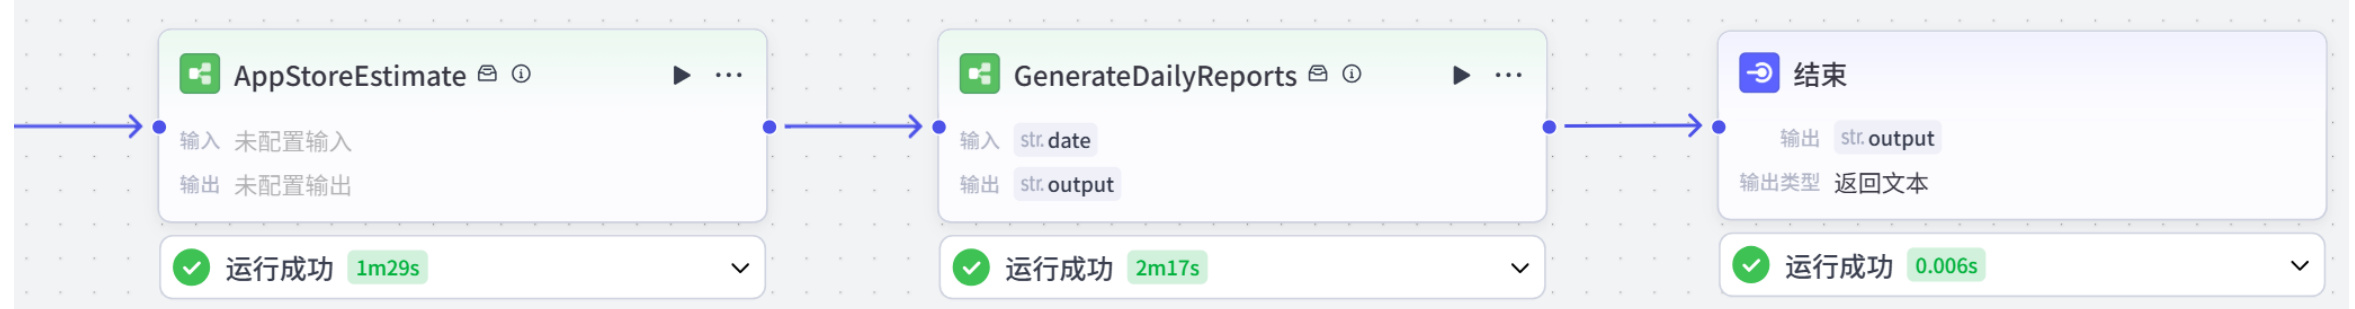 AppStoreEstimate
输入 未配置输入
输出 未配置输出
运行成功 1m29s
GenerateDailyReports
输入 str. date
输出 str. output
运行成功 2m17s
结束
输出 str. output
输出类型 返回文本
运行成功 0.006s